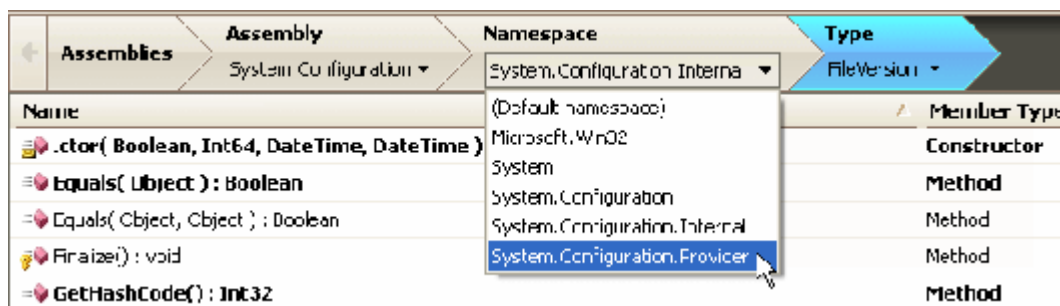 Assemblies
Assembly
System.Configuration
Namespace
System.Configuration.Interna
Type
FileVersion
(Default namespace)
Microsoft.Win32
System
System.Configuration
System.Configuration.Internal
System.Configuration.Provider
Name
Member Type
.ctor( Boolean, Int64, DateTime, DateTime )
Constructor
Equals( Object ) : Boolean
Method
Equals( Object, Object ) : Boolean
Method
Finalize() : void
Method
GetHashCode() : Int32
Method